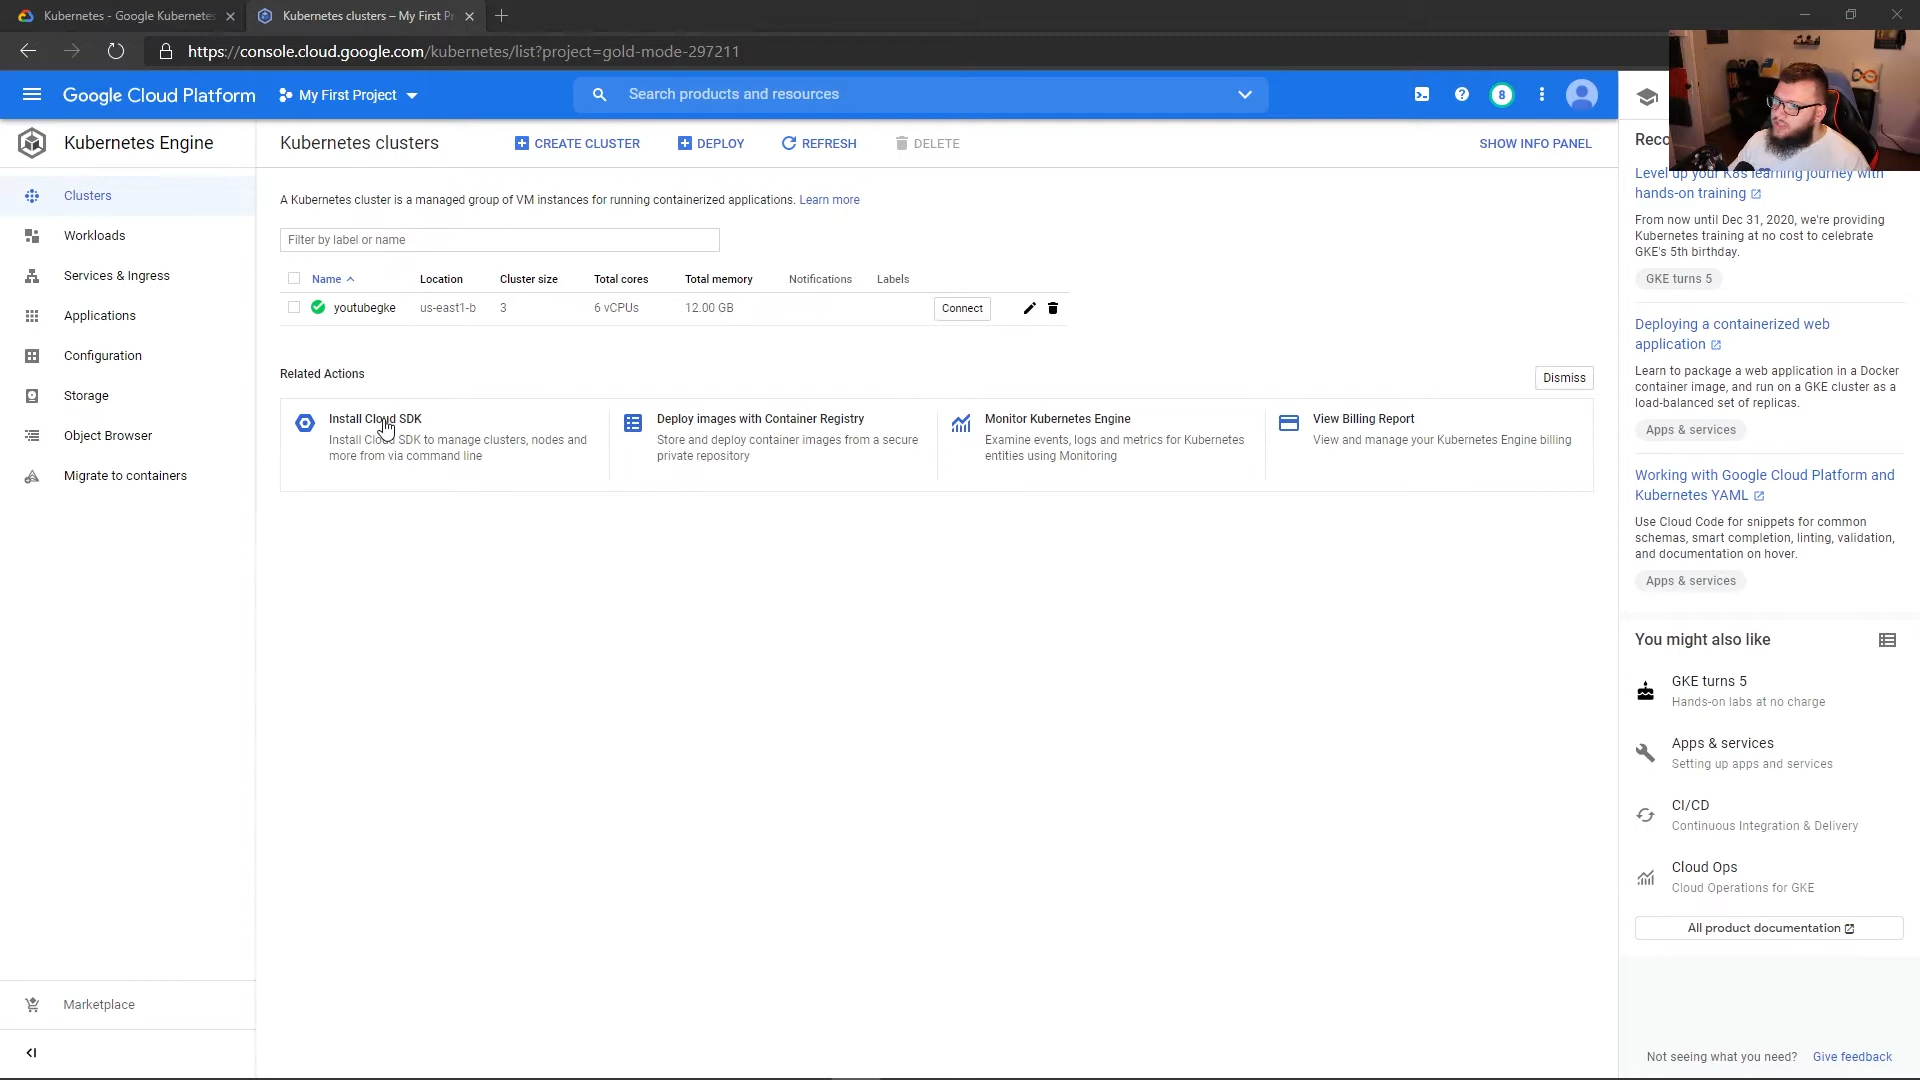 Kubernetes - Google Kubernetes
Kubernetes clusters – My First Pr
https://console.cloud.google.com/kubernetes/list?project=gold-mode-297211
Google Cloud Platform
My First Project
Search products and resources
8
Kubernetes Engine
Clusters
Workloads
Services & Ingress
Applications
Configuration
Storage
Object Browser
Migrate to containers
Marketplace
Kubernetes clusters
CREATE CLUSTER
DEPLOY
REFRESH
DELETE
SHOW INFO PANEL
A Kubernetes cluster is a managed group of VM instances for running containerized applications. Learn more
Filter by label or name
Name Location Cluster size Total cores Total memory Notifications Labels
youtubegke us-east1-b 3 6 vCPUs 12.00 GB Connect
Related Actions
Dismiss
Install Cloud SDK
Install Cloud SDK to manage clusters, nodes and
more from via command line
Deploy images with Container Registry
Store and deploy container images from a secure
private repository
Monitor Kubernetes Engine
Examine events, logs and metrics for Kubernetes
entities using Monitoring
View Billing Report
View and manage your Kubernetes Engine billing
Reco
Level up your K8s learning journey with
hands-on training
From now until Dec 31, 2020, we're providing
Kubernetes training at no cost to celebrate
GKE's 5th birthday.
GKE turns 5
Deploying a containerized web
application
Learn to package a web application in a Docker
container image, and run on a GKE cluster as a
load-balanced set of replicas.
Apps & services
Working with Google Cloud Platform and
Kubernetes YAML
Use Cloud Code for snippets for common
schemas, smart completion, linting, validation,
and documentation on hover.
Apps & services
You might also like
GKE turns 5
Hands-on labs at no charge
Apps & services
Setting up apps and services
CI/CD
Continuous Integration & Delivery
Cloud Ops
Cloud Operations for GKE
All product documentation
Not seeing what you need? Give feedback